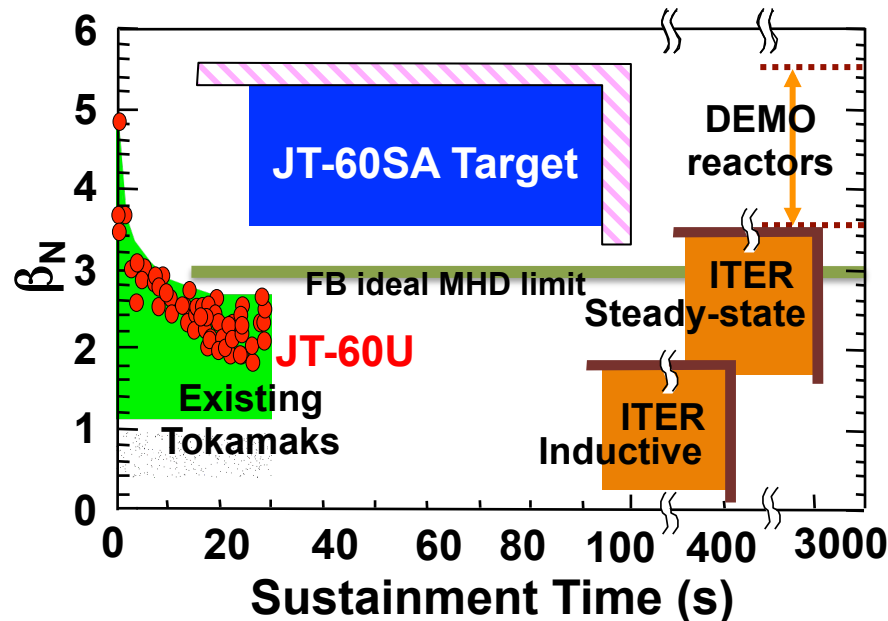 6
5
4
3
2
1
0
βN
JT-60SA Target
DEMO
reactors
FB ideal MHD limit
ITER
Steady-state
JT-60U
Existing
Tokamaks
ITER
Inductive
0 20 40 60 80 100 400 3000
Sustainment Time (s)